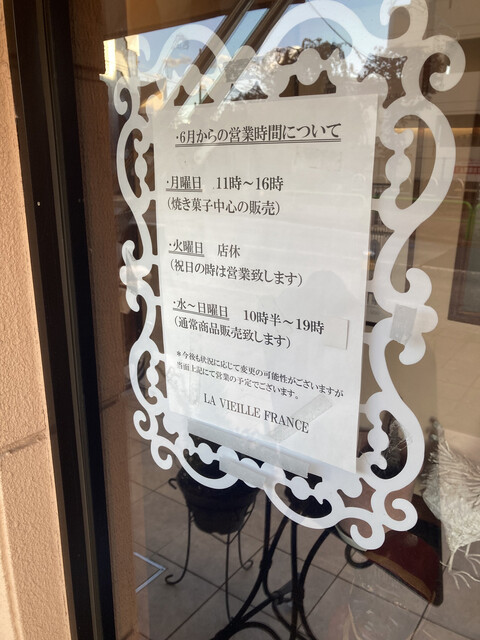 ・6月からの営業時間について
・月曜日 11時～16時
（焼き菓子中心の販売）
・火曜日 店休
（祝日の時は営業致します）
・水～日曜日 10時半～19時
（通常商品販売致します）
＊今後も状況に応じて変更の可能性がございますが
当面上記にて営業の予定でございます。
LA VIEILLE FRANCE